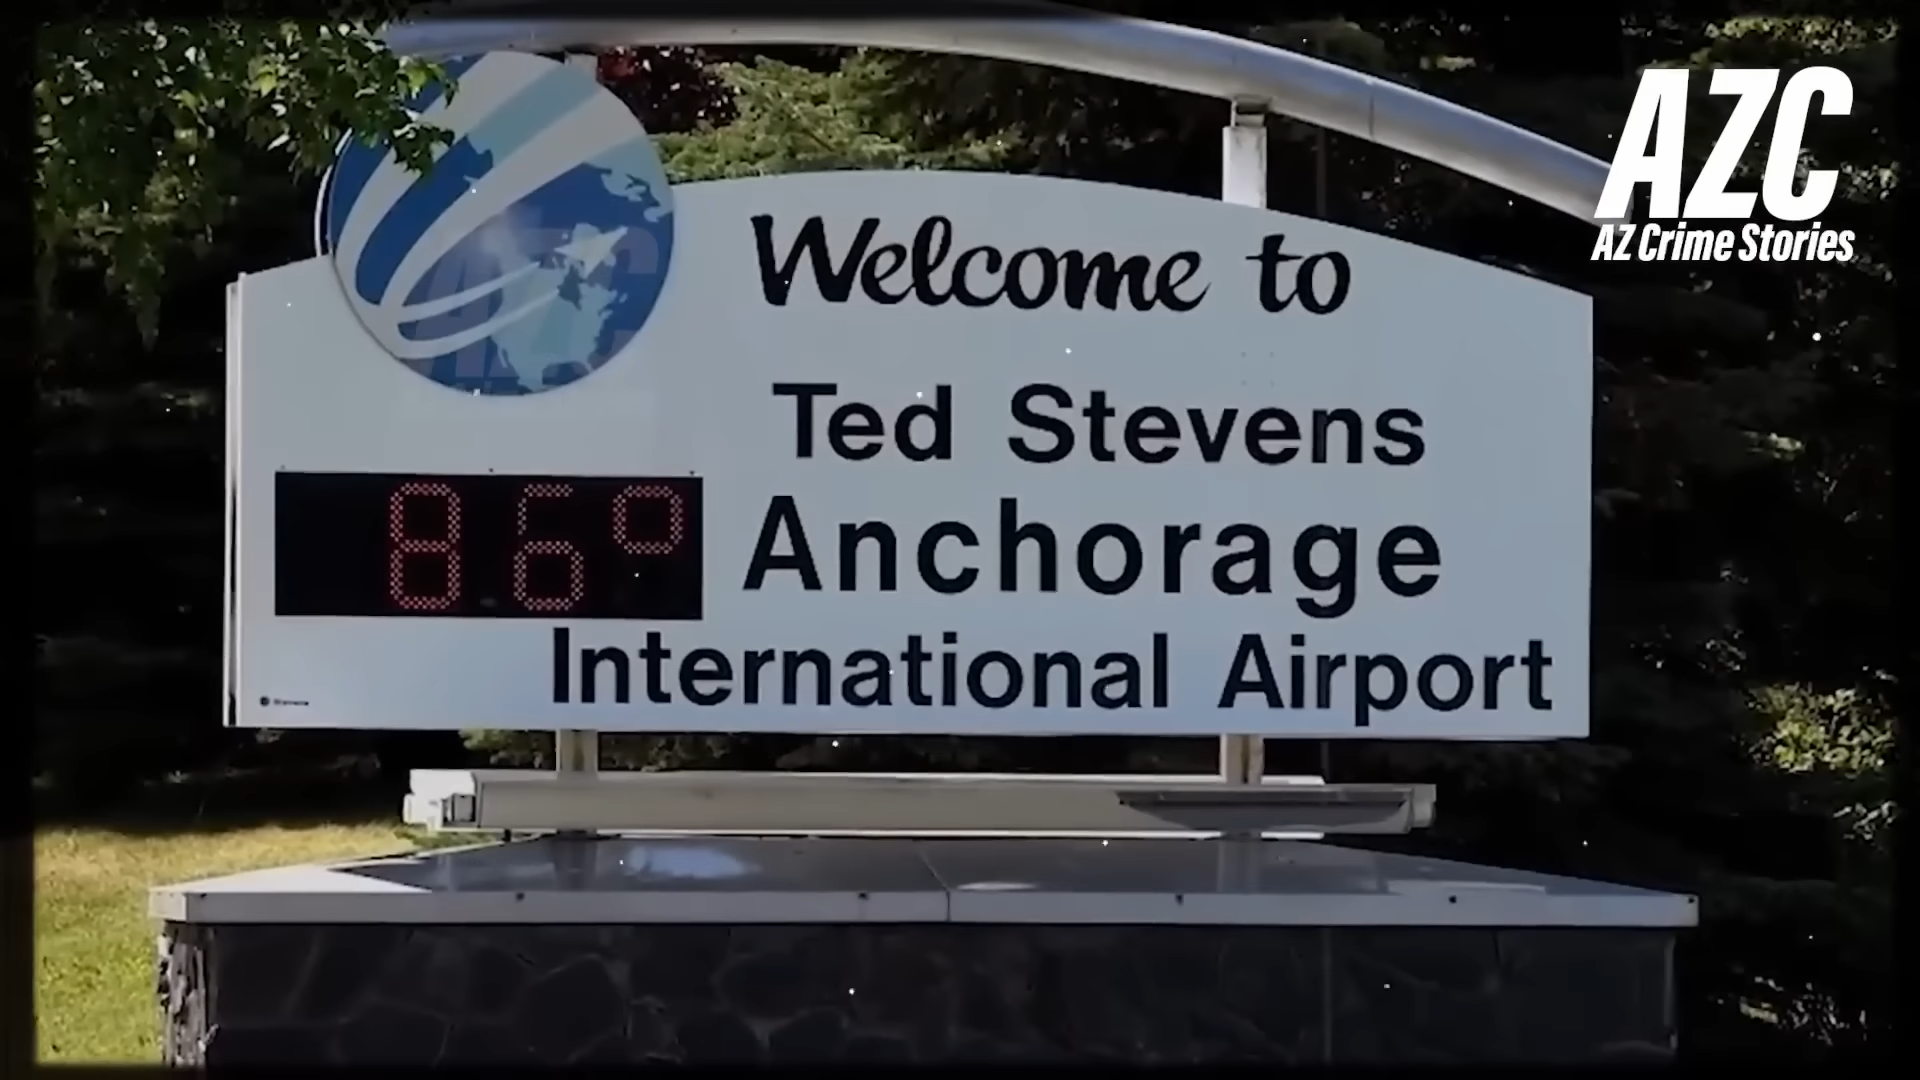 AZC
AZ Crime Stories
Welcome to
Ted Stevens
86°
Anchorage
International Airport